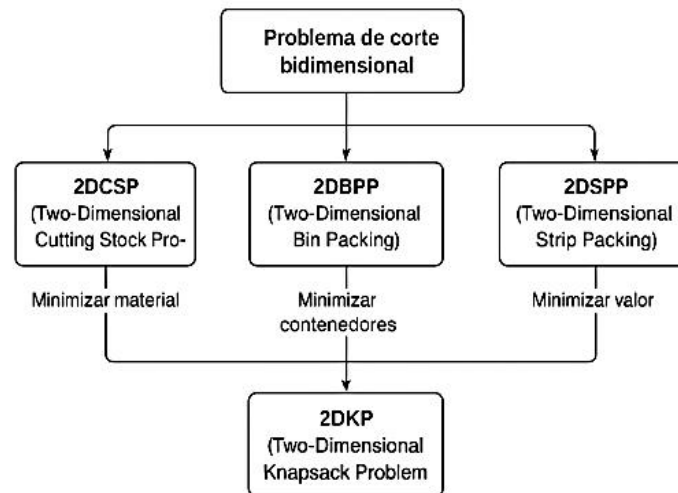 Problema de corte
bidimensional
2DCSP
(Two-Dimensional
Cutting Stock Pro-
2DBPP
(Two-Dimensional
Bin Packing)
2DSPP
(Two-Dimensional
Strip Packing)
Minimizar material
Minimizar
contenedores
Minimizar valor
2DKP
(Two-Dimensional
Knapsack Problem